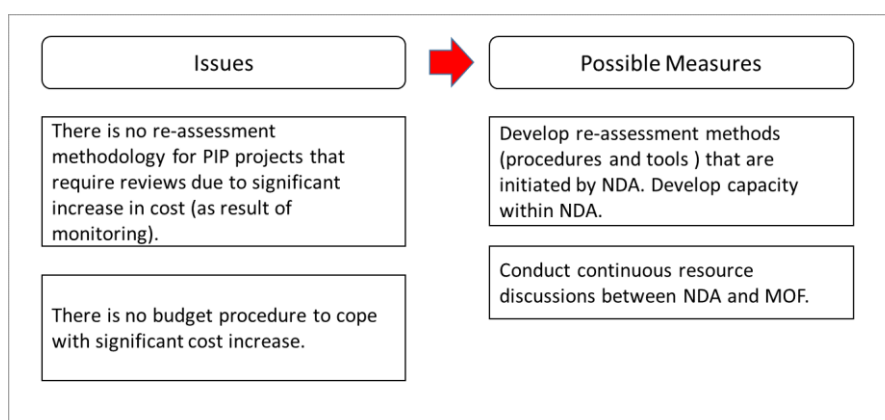 Issues
Possible Measures
There is no re-assessment
methodology for PIP projects that
require reviews due to significant
increase in cost (as result of
monitoring).
There is no budget procedure to cope
with significant cost increase.
Develop re-assessment methods
(procedures and tools ) that are
initiated by NDA. Develop capacity
within NDA.
Conduct continuous resource
discussions between NDA and MOF.